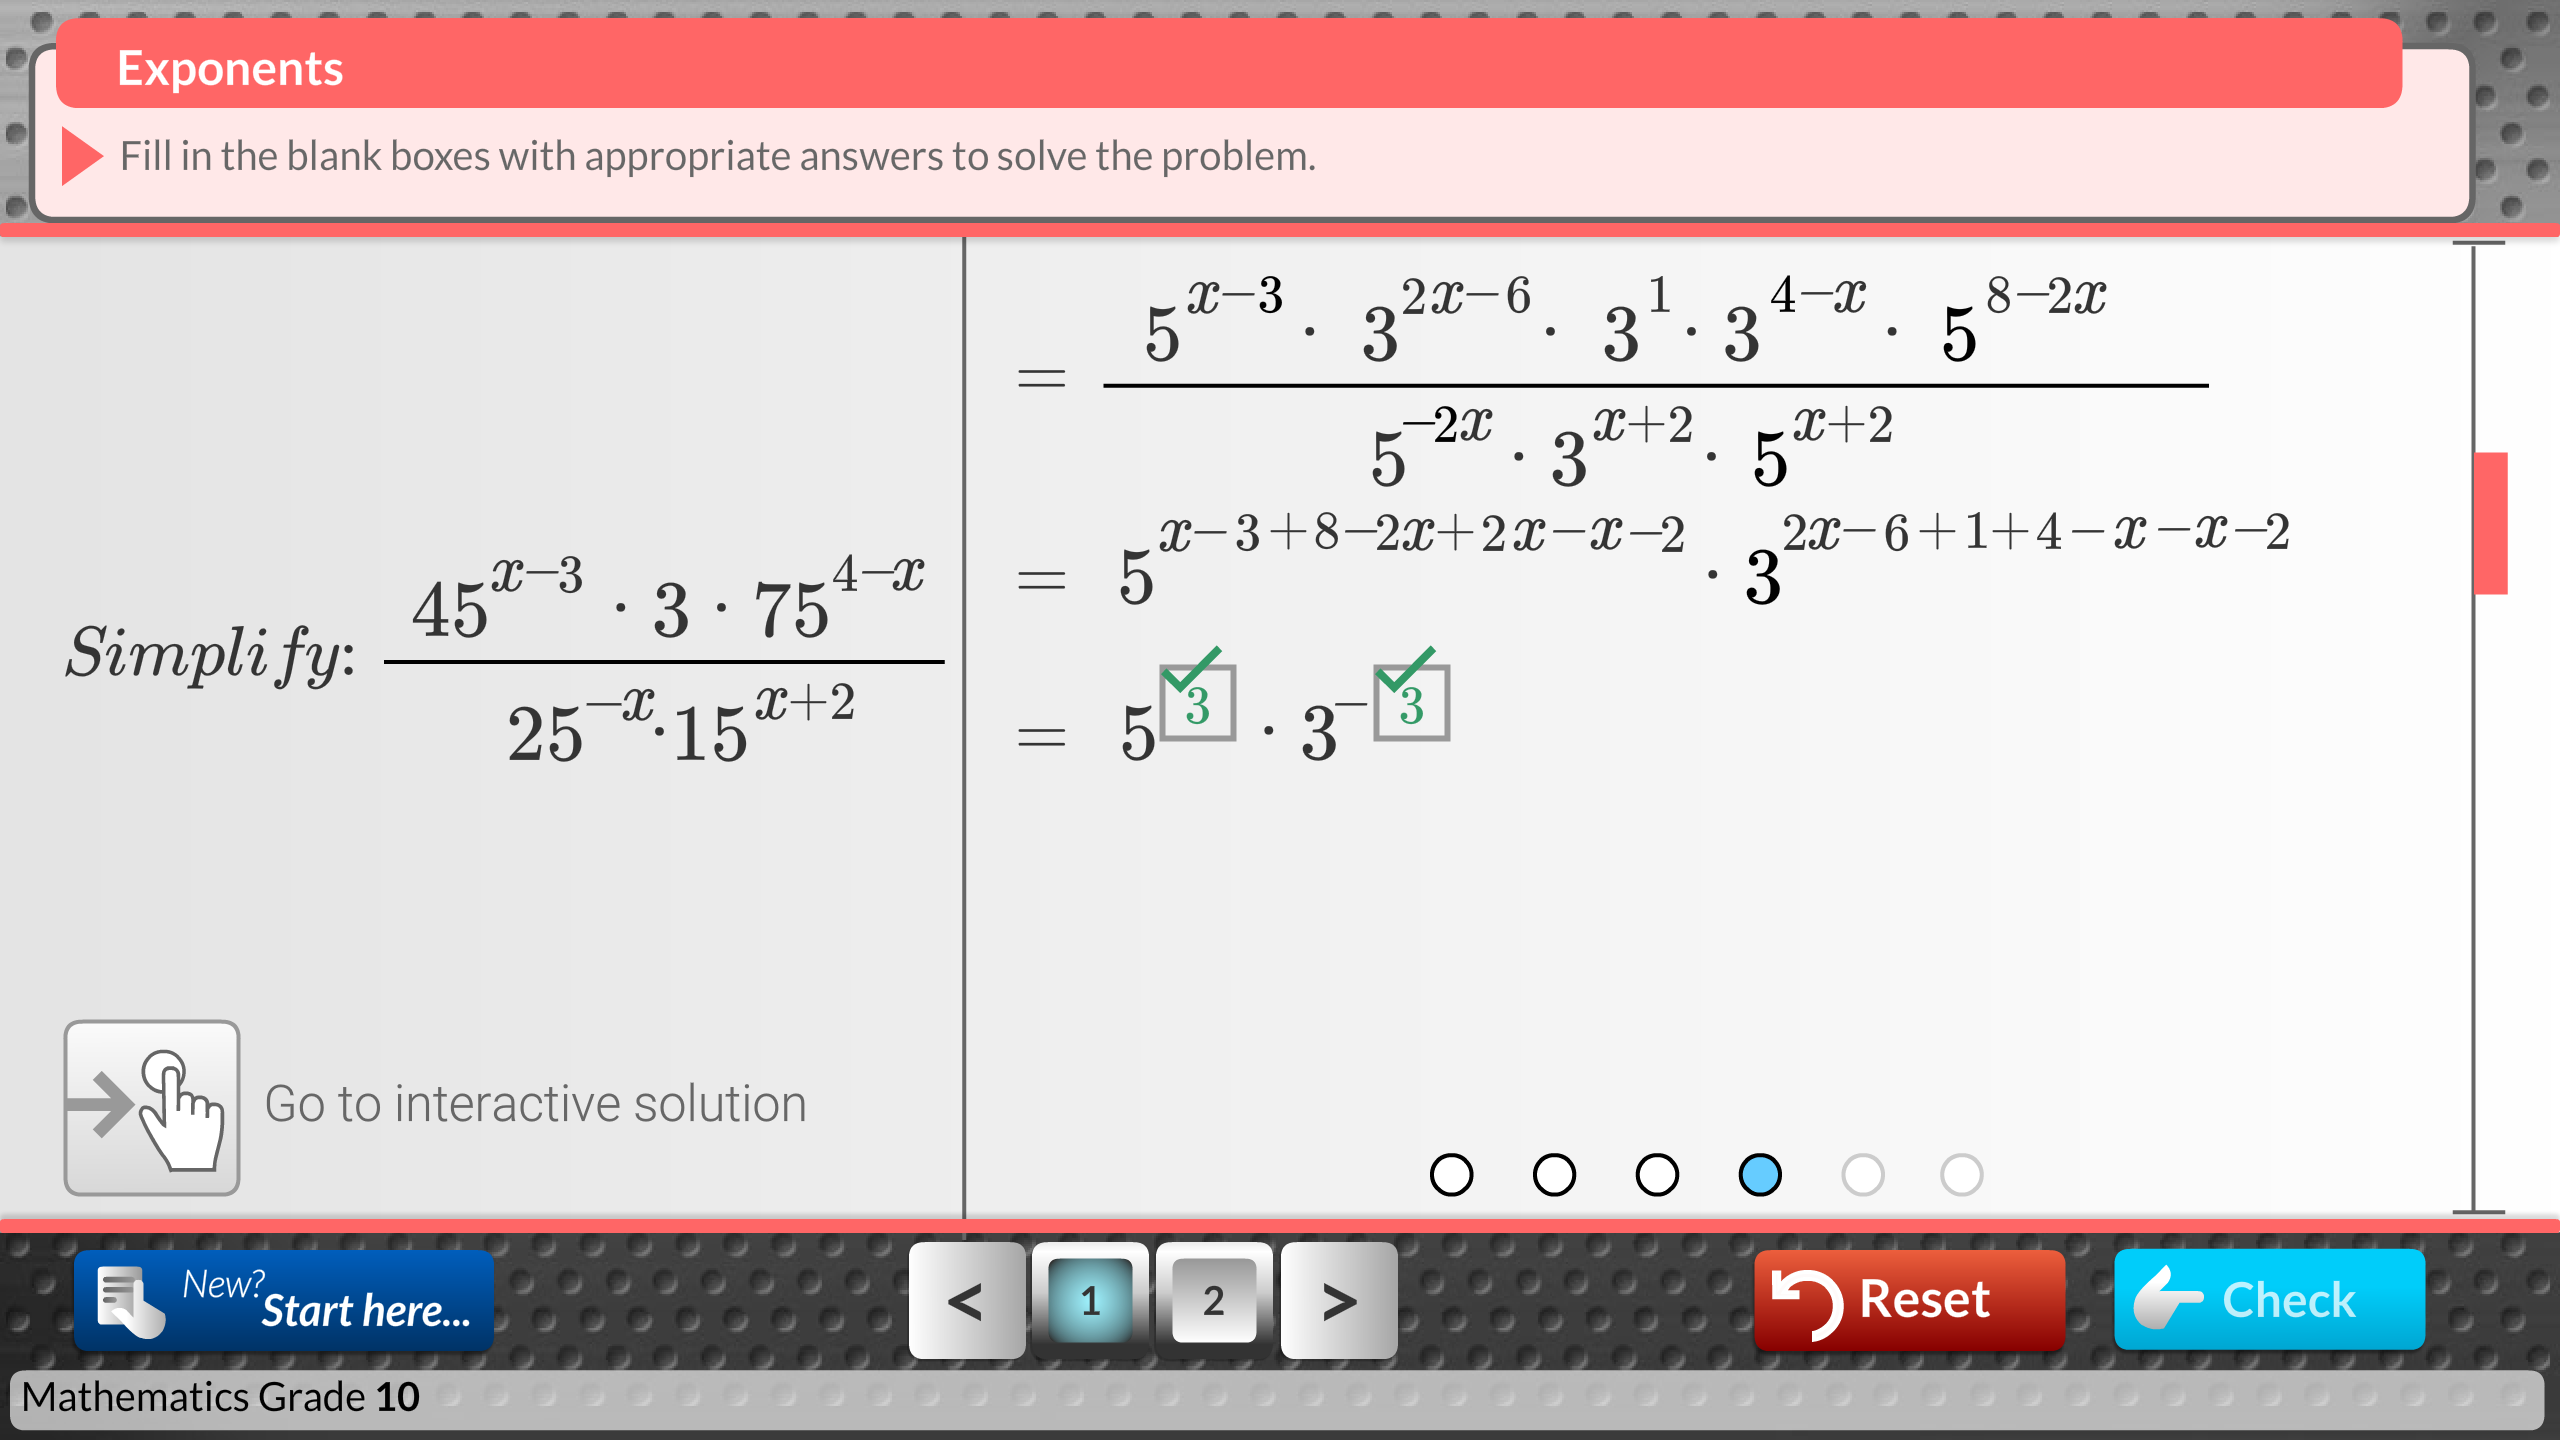 Exponents
Fill in the blank boxes with appropriate answers to solve the problem.
Simplify: \frac{45^{x-3} \cdot 3 \cdot 75^{4-x}}{25^{-x} \cdot 15^{x+2}}
= \frac{5^{x-3} \cdot 3^{2x-6} \cdot 3^{1} \cdot 3^{4-x} \cdot 5^{8-2x}}{5^{-2x} \cdot 3^{x+2} \cdot 5^{x+2}}
= 5^{x-3+8-2x+2x-x-2} \cdot 3^{2x-6+1+4-x-x-2}
= 5^{3} \cdot 3^{-3}
Go to interactive solution
New? Start here...
< 1 2 >
Reset
Check
Mathematics Grade 10